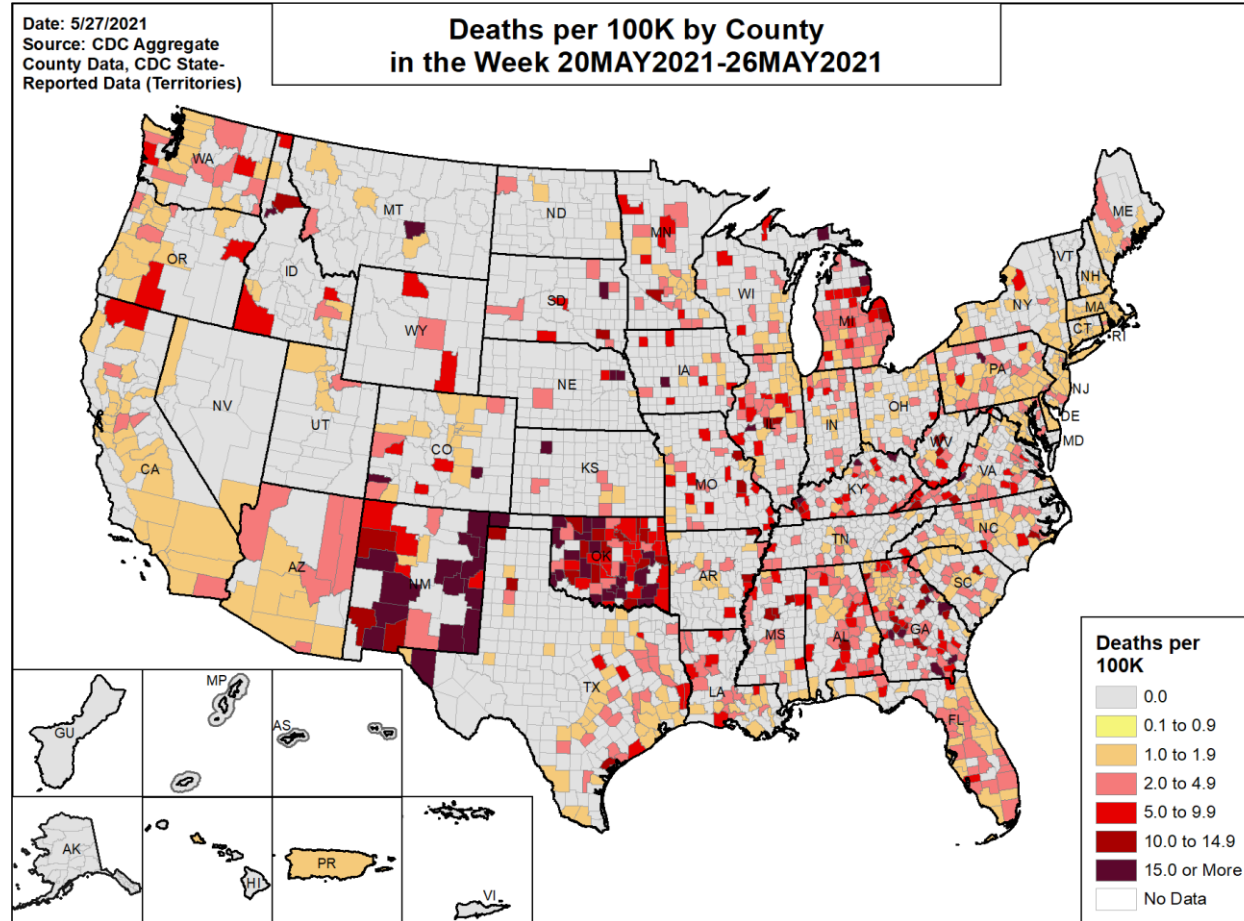 Date: 5/27/2021
Source: CDC Aggregate
County Data, CDC State-
Reported Data (Territories)
Deaths per 100K by County
in the Week 20MAY2021-26MAY2021
WA
MT
ND
MN
ME
OR
ID
WY
SD
WI
MI
VT
NH
NY
MA
CT
RI
NV
UT
CO
NE
IA
IL
IN
OH
PA
NJ
DE
MD
CA
KS
MO
KY
WV
VA
AZ
NM
OK
AR
TN
NC
SC
TX
LA
MS
AL
GA
FL
GU
MP
AS
AK
HI
PR
VI
Deaths per
100K
0.0
0.1 to 0.9
1.0 to 1.9
2.0 to 4.9
5.0 to 9.9
10.0 to 14.9
15.0 or More
No Data